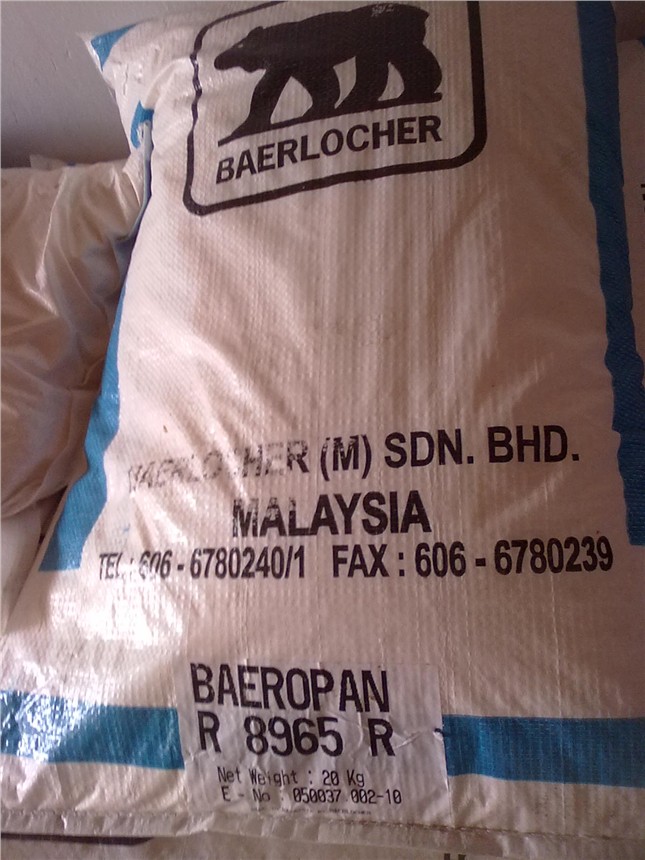 BAERLOCHER
BAERLOCHER (M) SDN. BHD.
MALAYSIA
TEL : 606 - 6780240/1 FAX : 606 - 6780239
BAEROPAN
R 8965 R
Net Weight : 20 Kg
E - No : 050037 002-10